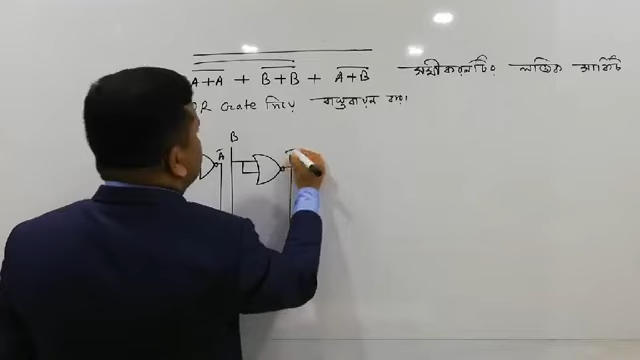 A+A + B+B + A+B সমীকরণটির লজিক সার্কিট
OR Gate দিয়ে বাস্তবায়ন কর।
B
A